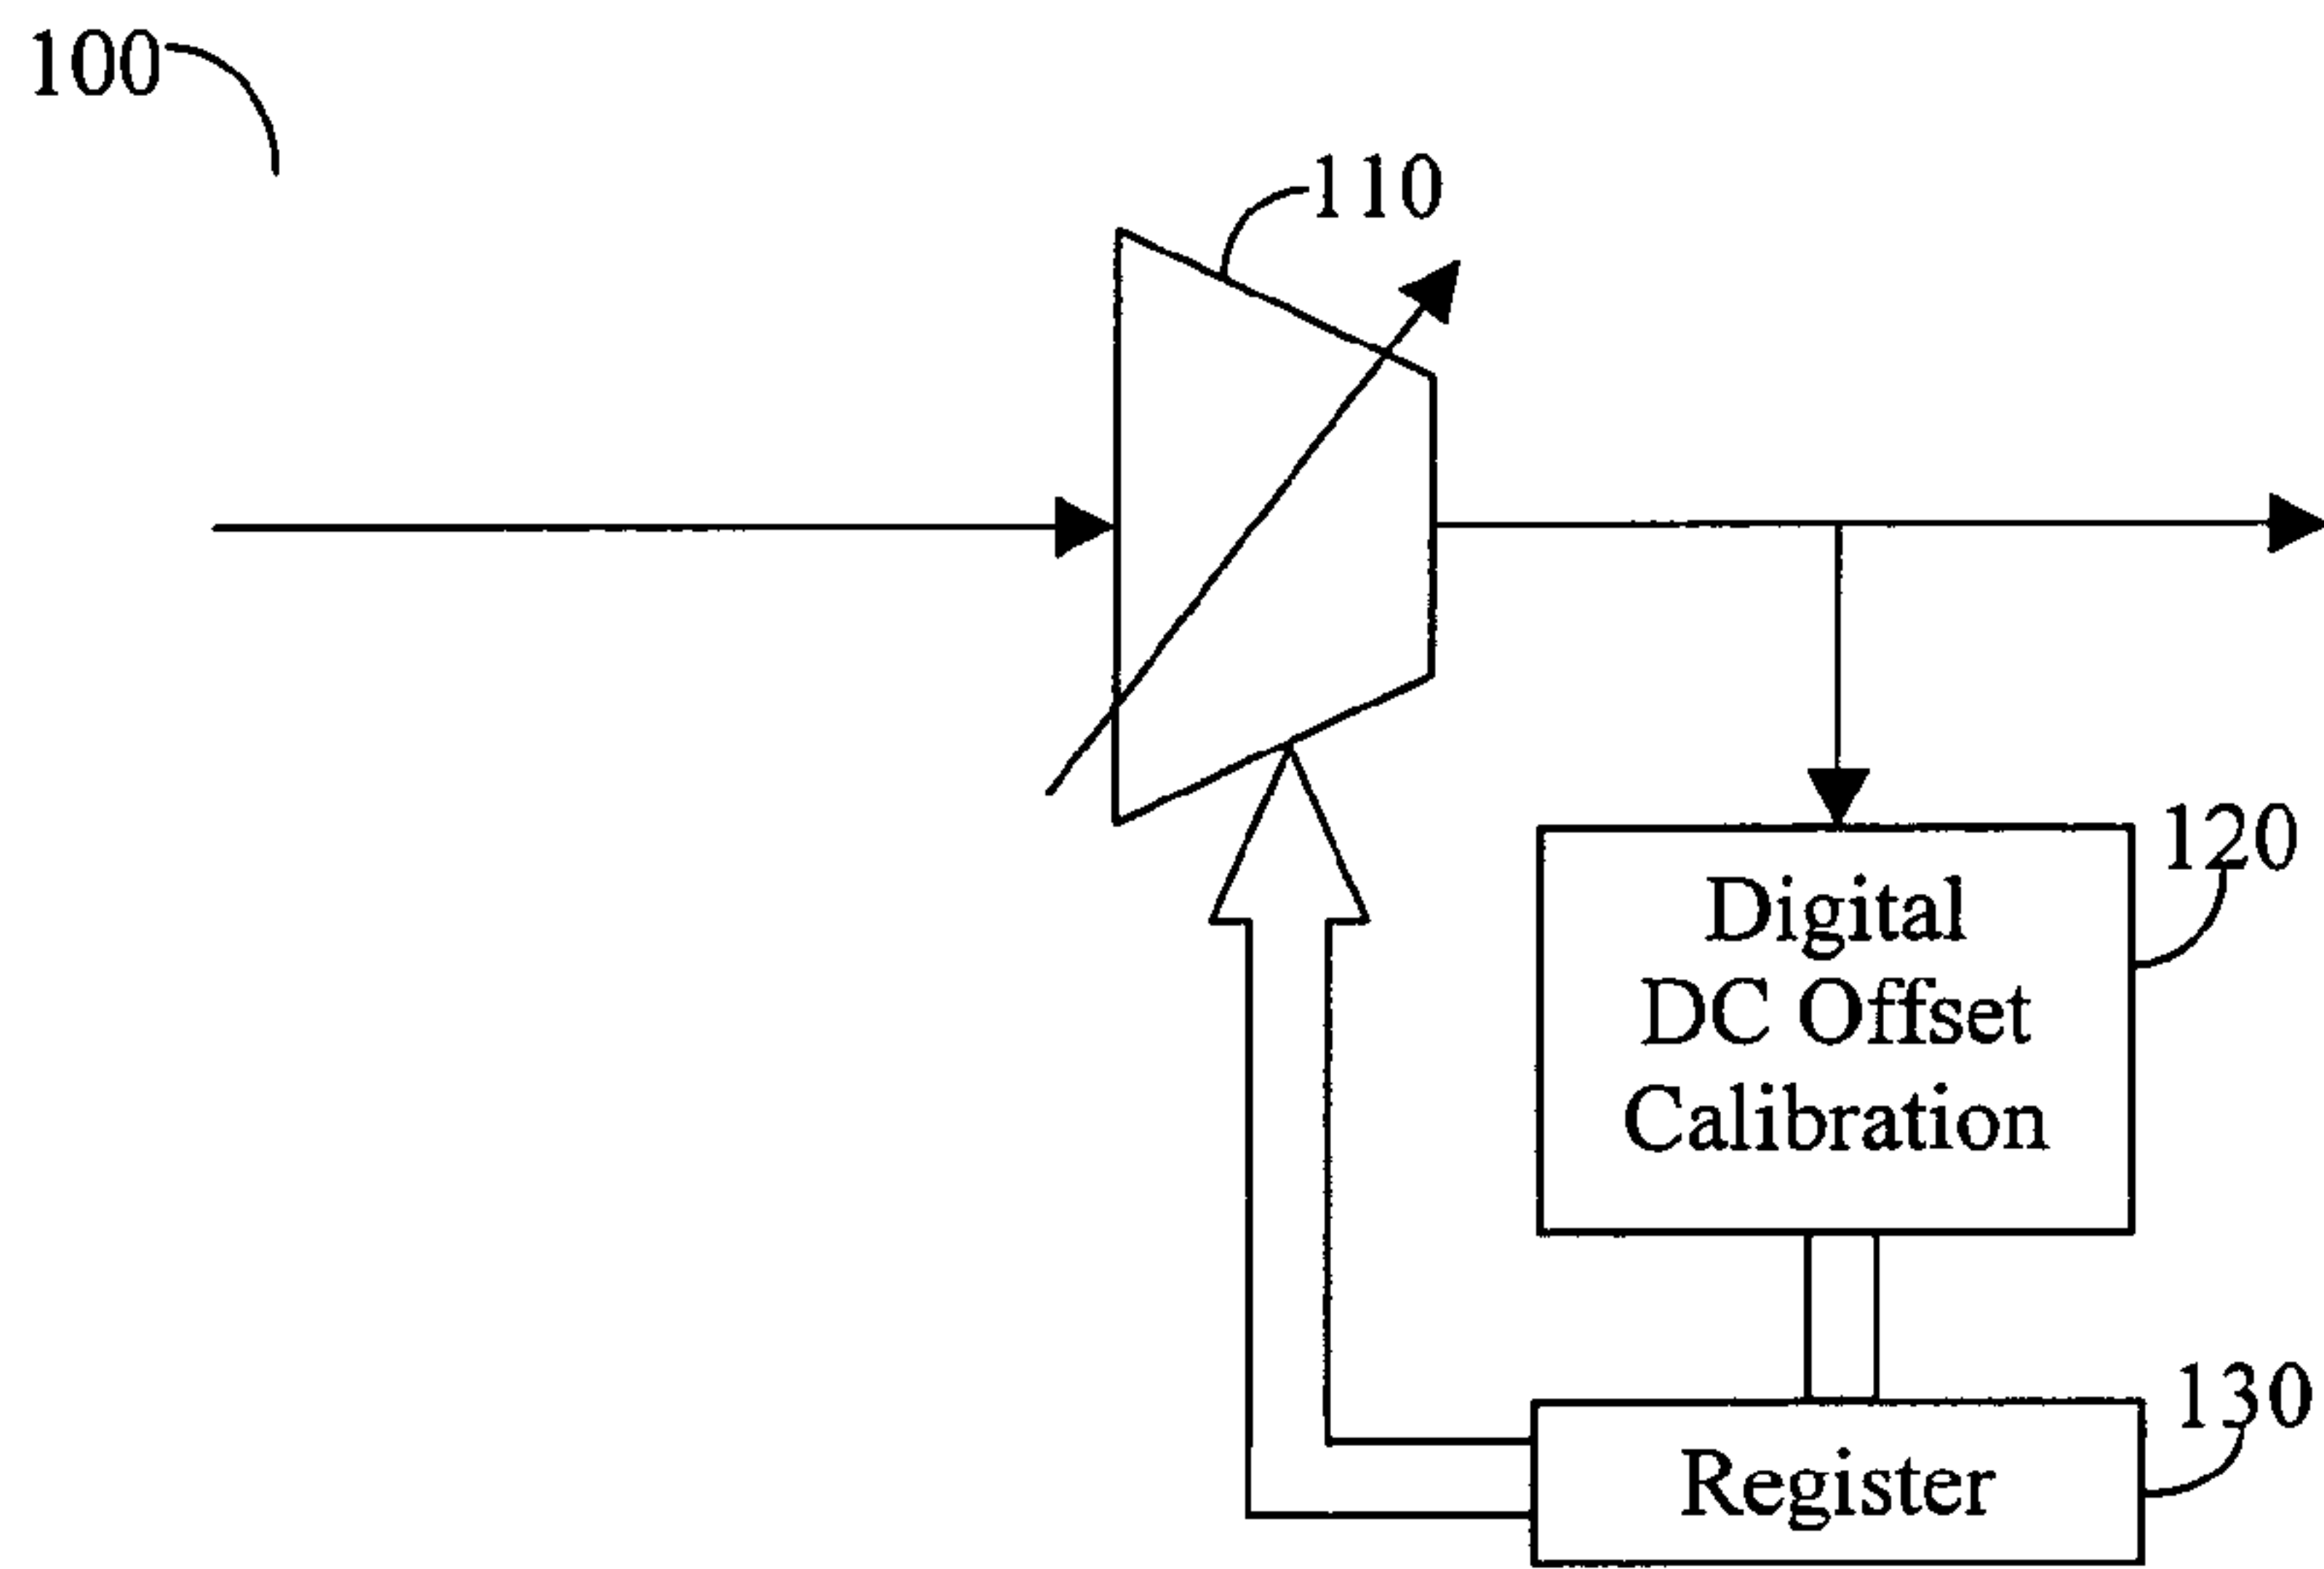 100
110
120
Digital
DC Offset
Calibration
130
Register